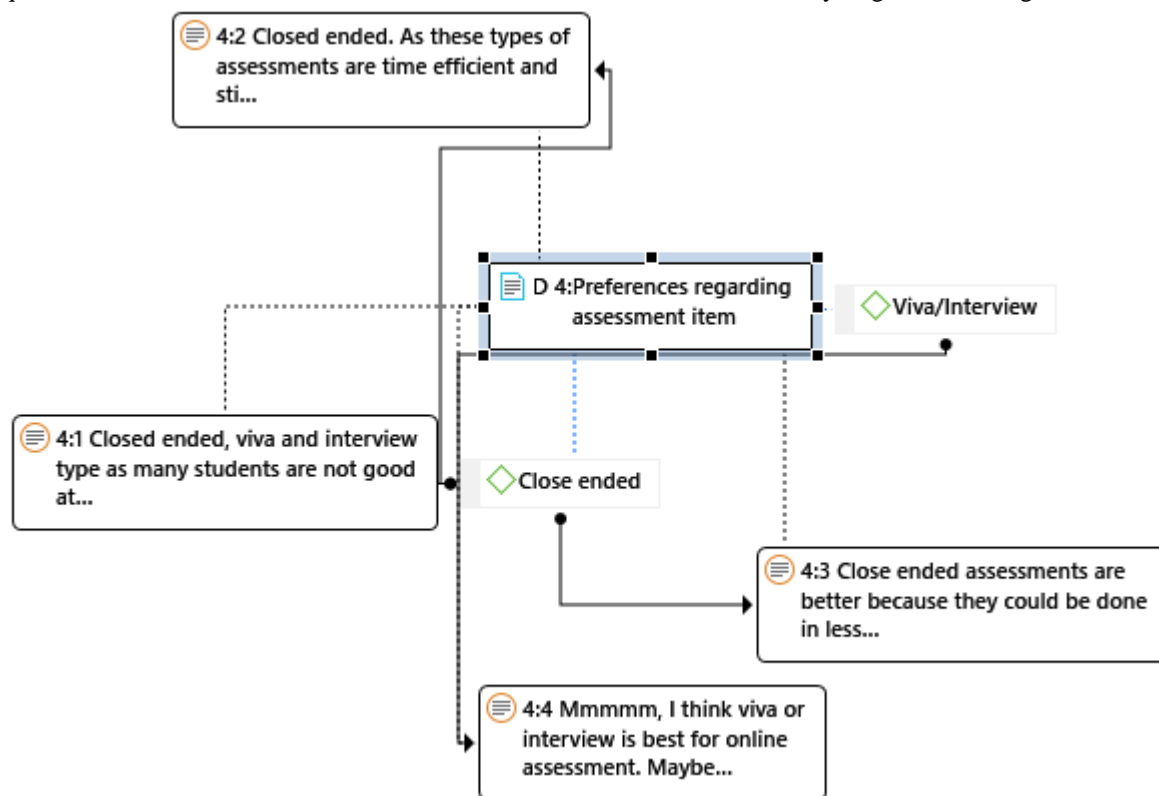 4:2 Closed ended. As these types of
assessments are time efficient and
sti...
D 4:Preferences regarding
assessment item
Viva/Interview
4:1 Closed ended, viva and interview
type as many students are not good
at...
Close ended
4:3 Close ended assessments are
better because they could be done
in less...
4:4 Mmmmm, I think viva or
interview is best for online
assessment. Maybe...